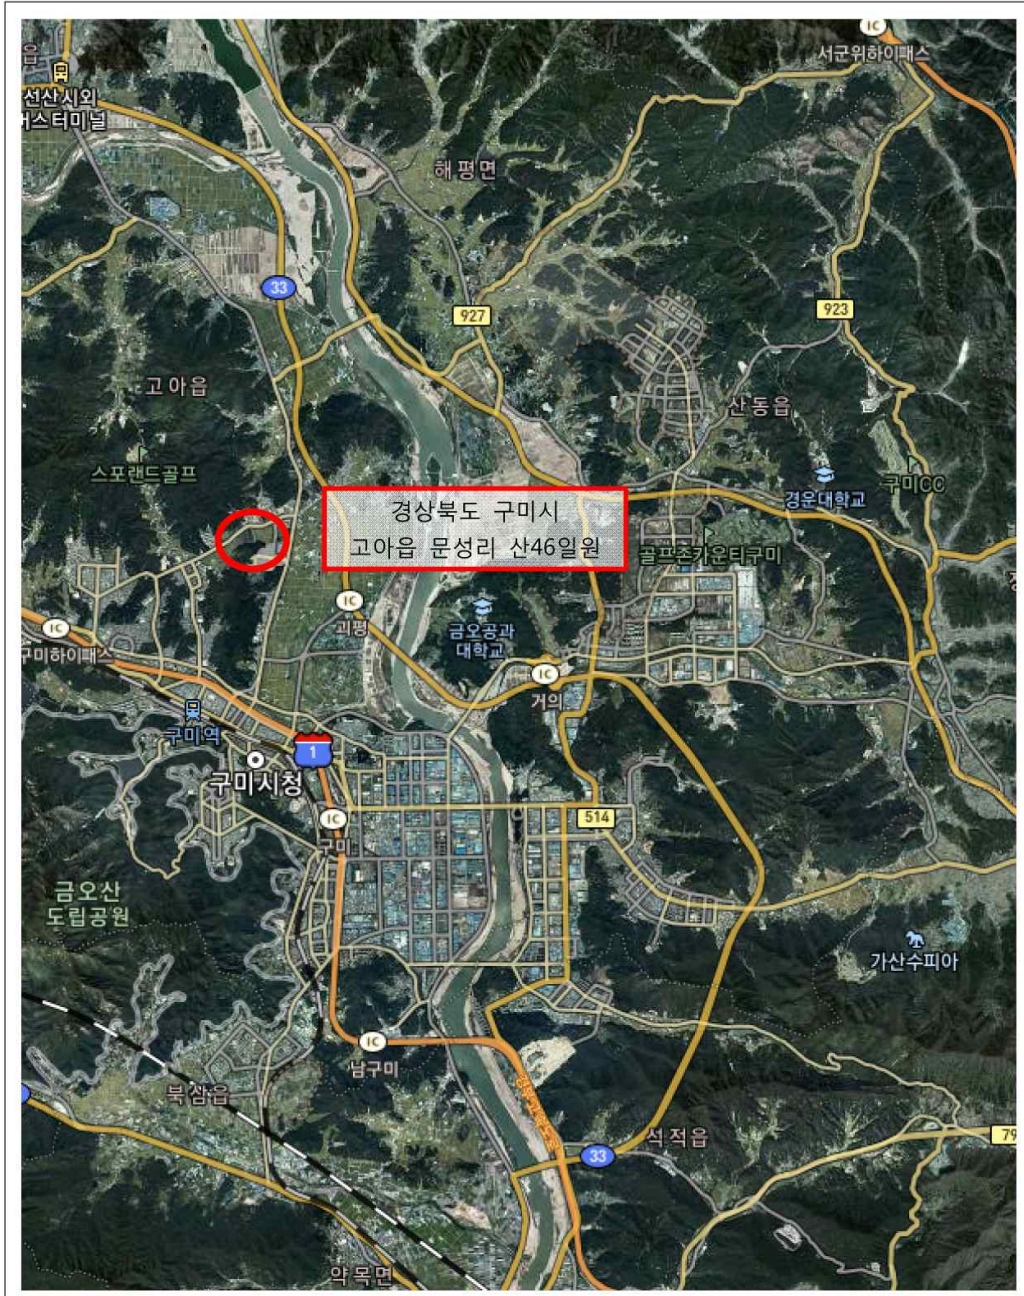 IC
서군위하이패스
읍
선산시외
버스터미널
해평면
33
927
923
고아읍
산동읍
스포랜드골프
경운대학교
구미CC
경상북도 구미시
고아읍 문성리 산46일원
골프존카운티구미
IC
괴평
금오공과
대학교
IC
구미하이패스
IC
거의
구미역
1
구미시청
514
IC
구미
금오산
도립공원
가산수피아
IC
남구미
북삼읍
석적읍
33
79
약목면